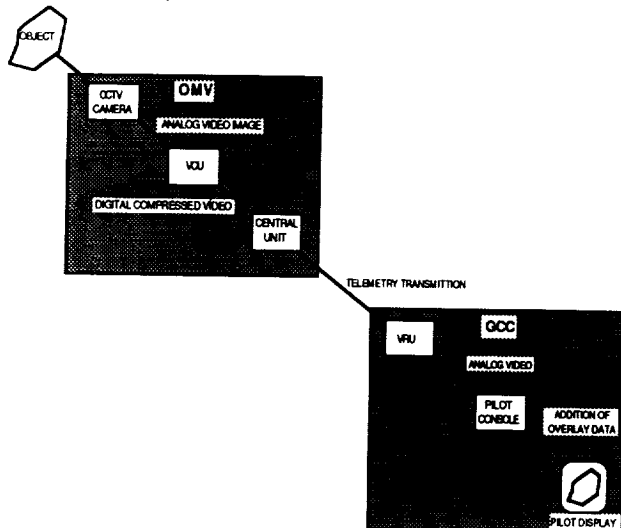 OBJECT
CCTV
CAMERA
OMV
ANALOG VIDEO IMAGE
VCU
DIGITAL COMPRESSED VIDEO
CENTRAL
UNIT
TELEMETRY TRANSMITTION
VRU
GCC
ANALOG VIDEO
PILOT
CONSOLE
ADDITION OF
OVERLAY DATA
PILOT DISPLAY